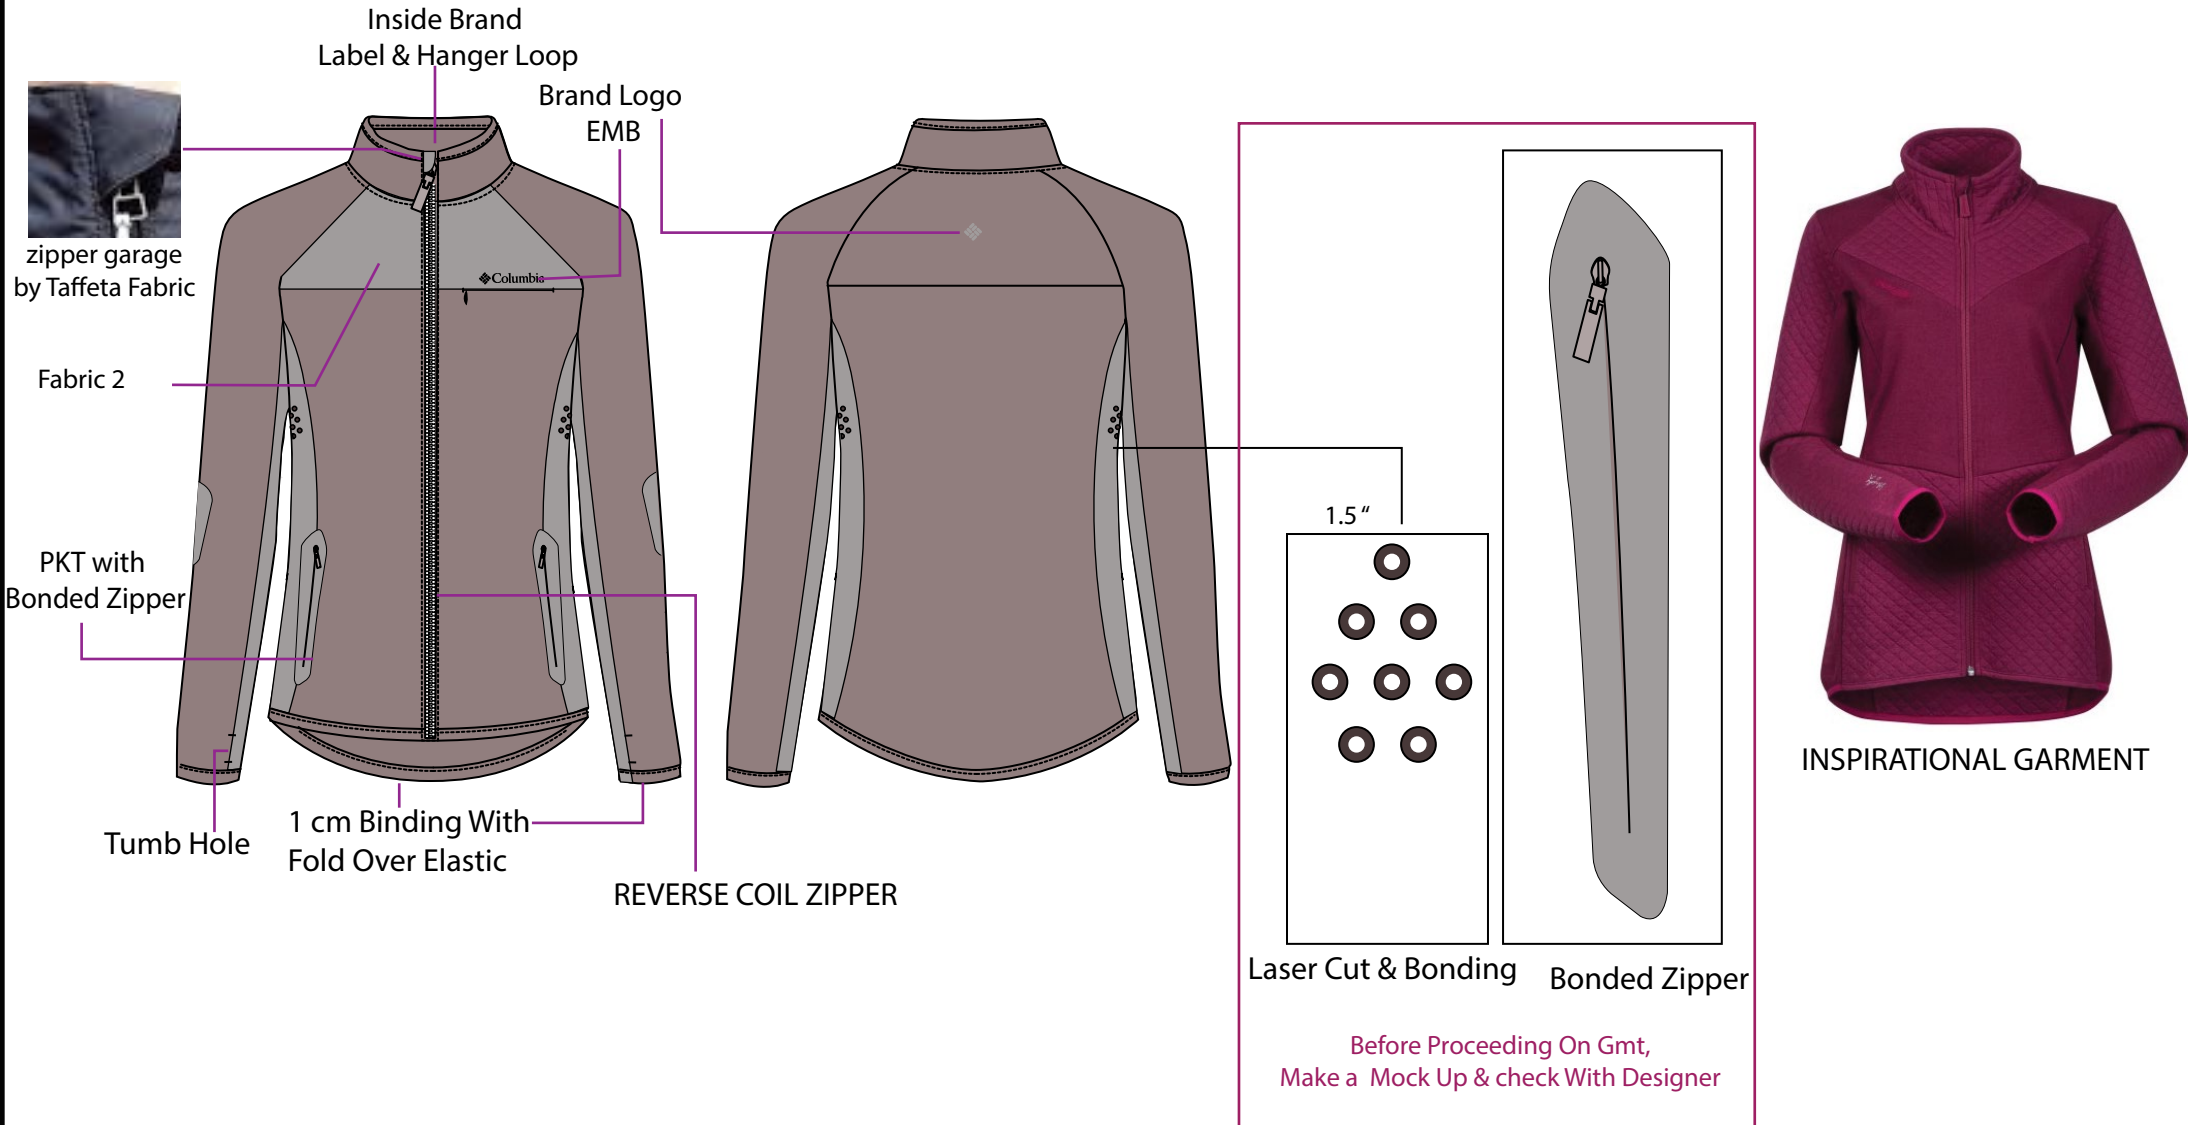 Inside Brand
Label & Hanger Loop
Brand Logo
EMB
zipper garage
by Taffeta Fabric
Columbia
Fabric 2
PKT with
Bonded Zipper
Tumb Hole
1 cm Binding With
Fold Over Elastic
REVERSE COIL ZIPPER
1.5 "
Laser Cut & Bonding
Bonded Zipper
Before Proceeding On Gmt,
Make a Mock Up & check With Designer
INSPIRATIONAL GARMENT